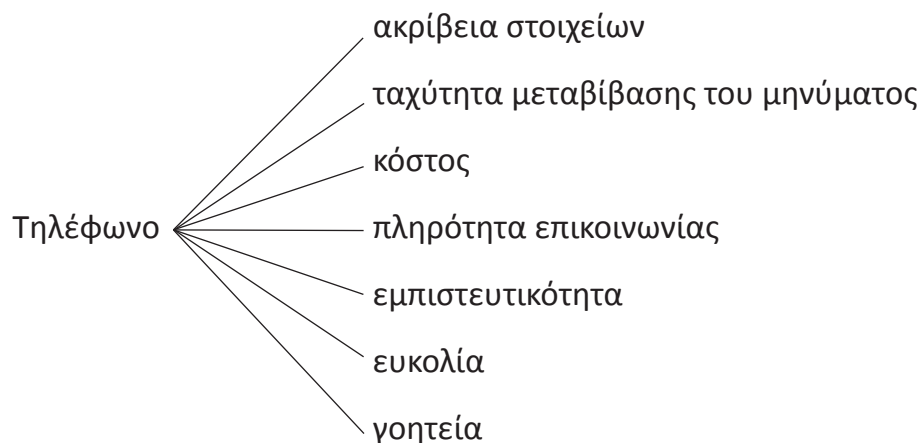 ακρίβεια στοιχείων
ταχύτητα μεταβίβασης του μηνύματος
κόστος
Τηλέφωνο πληρότητα επικοινωνίας
εμπιστευτικότητα
ευκολία
γοητεία